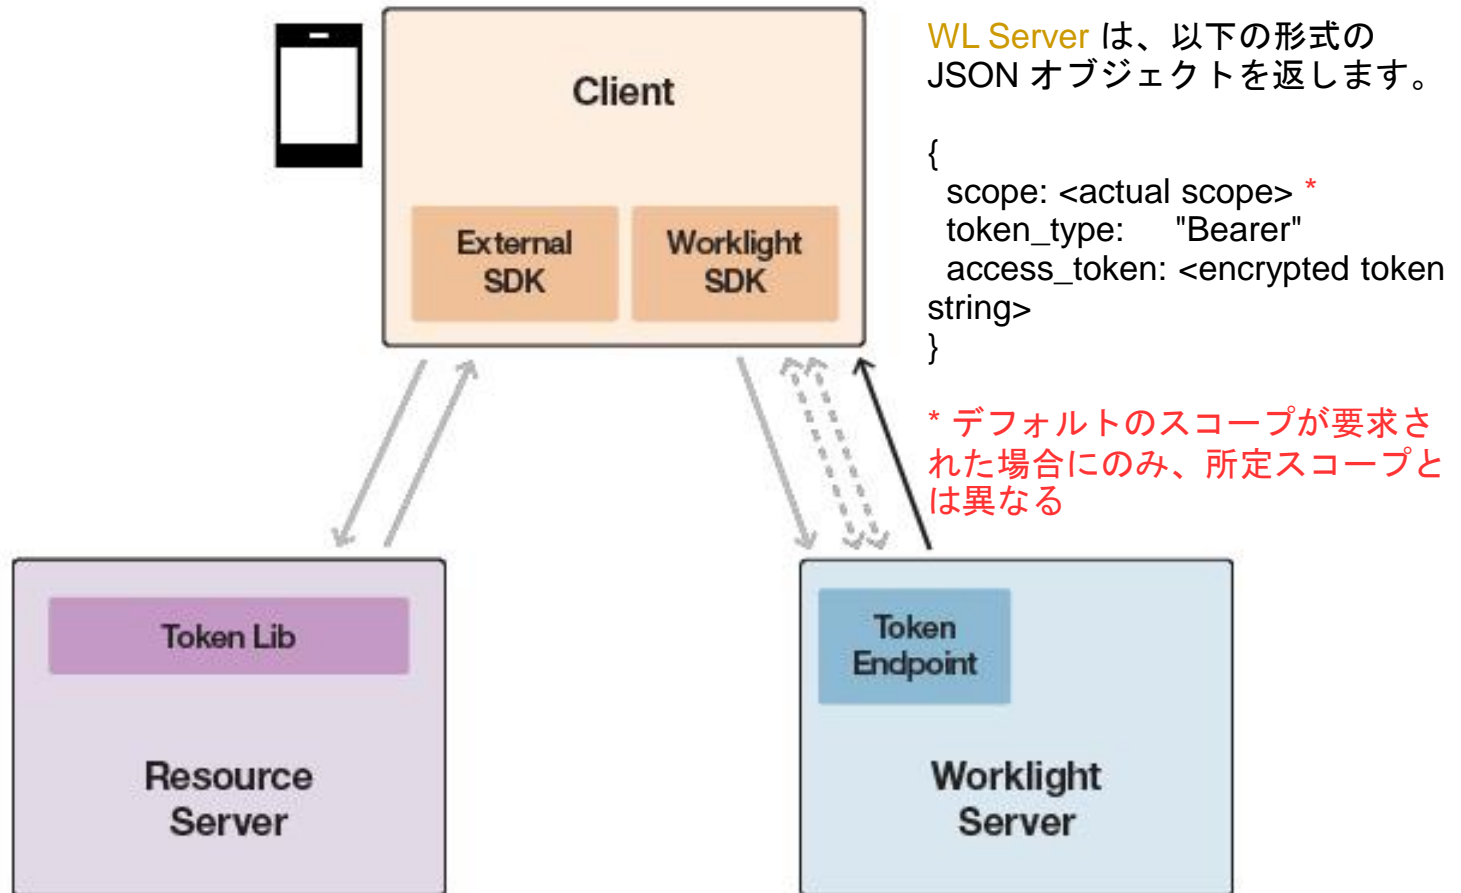 WL Server は、以下の形式の
JSON オブジェクトを返します。
{
scope: <actual scope> *
token_type: "Bearer"
access_token: <encrypted token
string>
}
* デフォルトのスコープが要求さ
れた場合にのみ、所定スコープと
は異なる
Client
External
SDK
Worklight
SDK
Token Lib
Resource
Server
Token
Endpoint
Worklight
Server